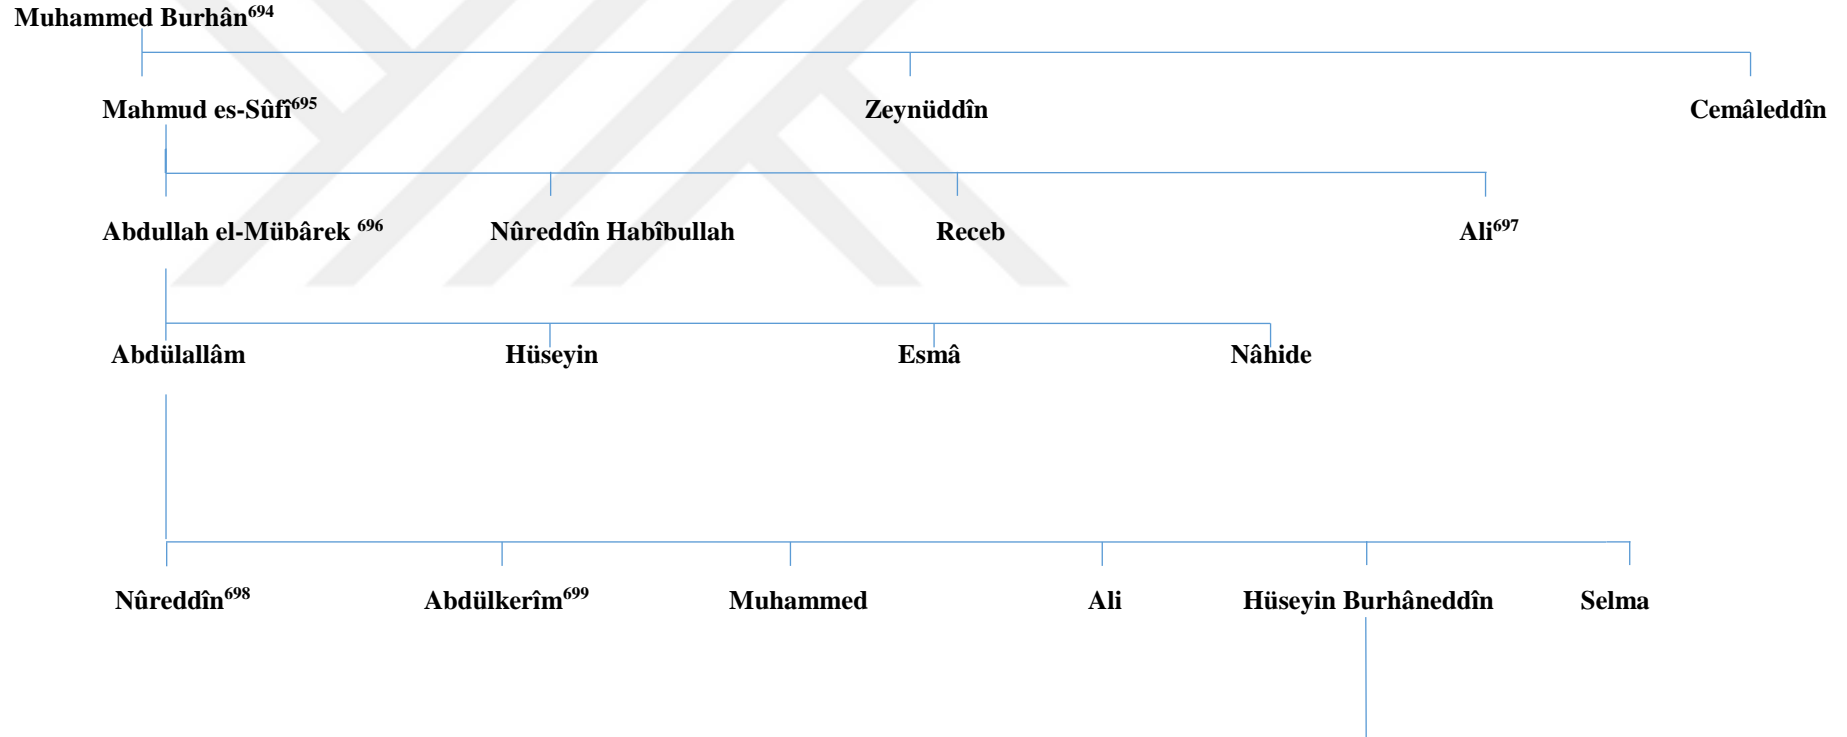 Muhammed Burhân694
Mahmud es-Sûfî695 Zeynüddîn Cemâleddîn
Abdullah el-Mübârek 696 Nûreddîn Habîbullah Receb Ali697
Abdülallâm Hüseyin Esmâ Nâhide
Nûreddîn698 Abdülkerîm699 Muhammed Ali Hüseyin Burhâneddîn Selma